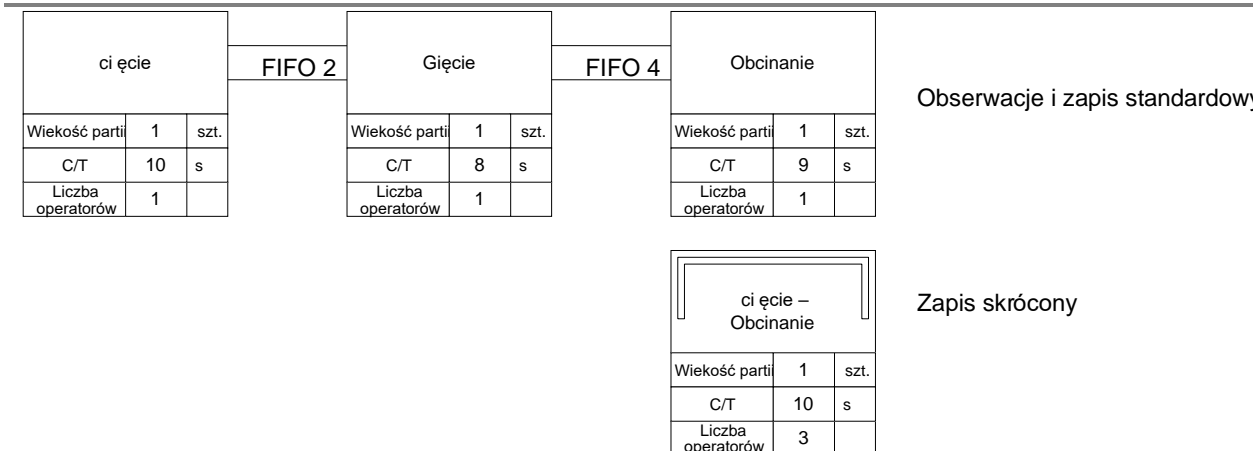 ci ęcie
FIFO 2
Gięcie
FIFO 4
Obcinanie
Obserwacje i zapis standardowy
Wiekość partii 1 szt.
Wiekość partii 1 szt.
Wiekość partii 1 szt.
C/T 10 s
C/T 8 s
C/T 9 s
Liczba
operatorów 1
Liczba
operatorów 1
Liczba
operatorów 1
ci ęcie –
Obcinanie
Zapis skrócony
Wiekość partii 1 szt.
C/T 10 s
Liczba
operatorów 3